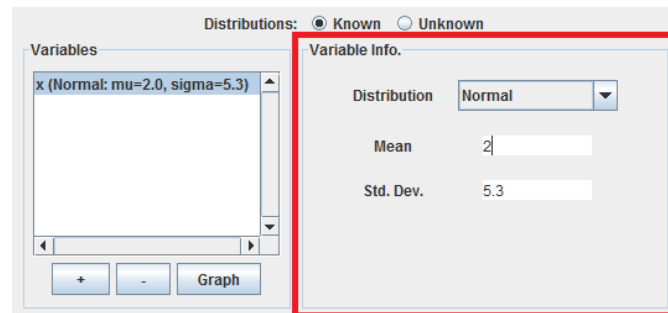 Distributions: Known Unknown
Variables
x (Normal: mu=2.0, sigma=5.3)
+ - Graph
Variable Info.
Distribution Normal
Mean 2
Std. Dev. 5.3